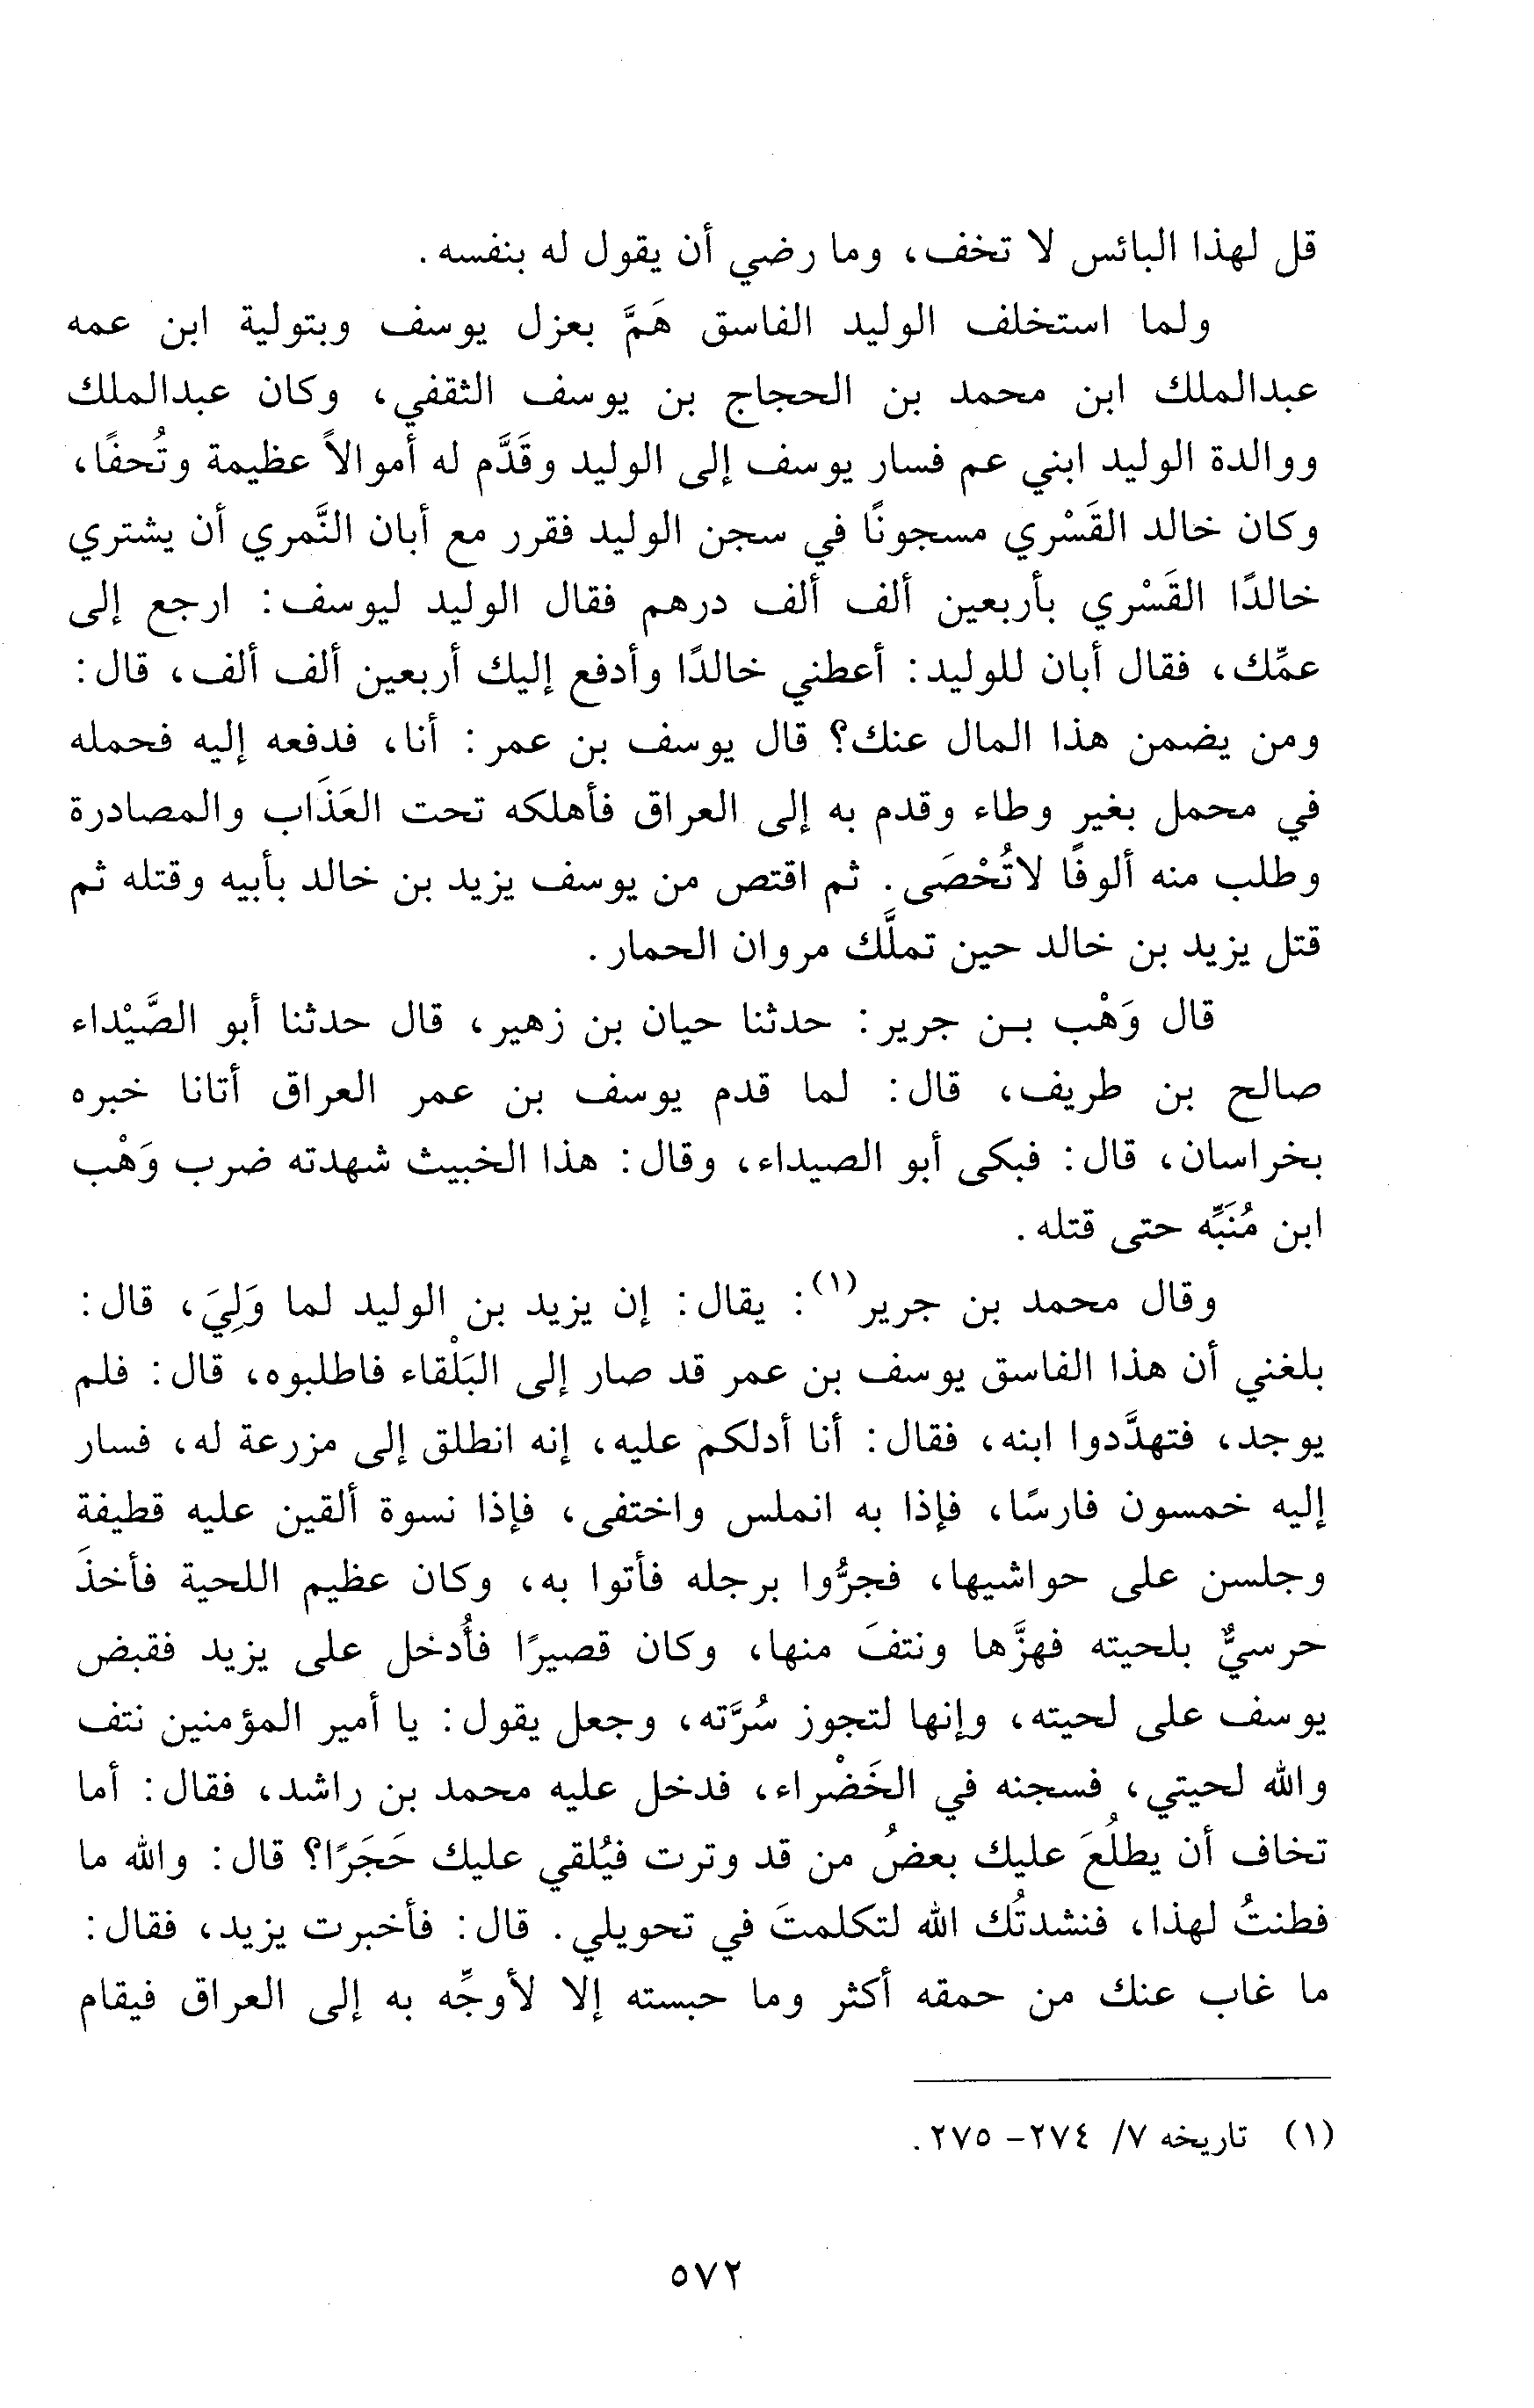 قل لهذا البائس لا تخف، وما رضي أن يقول له بنفسه.
ولما استخلف الوليد الفاسق هَمَّ بعزل يوسف وبتولية ابن عمه
عبدالملك ابن محمد بن الحجاج بن يوسف الثقفي، وكان عبدالملك
ووالدة الوليد ابني عم فسار يوسف إلى الوليد وقَدَّم له أموالاً عظيمة وتُحفًا،
وكان خالد القَسْري مسجونًا في سجن الوليد فقرر مع أبان النَّمري أن يشتري
خالدًا القَسْري بأربعين ألف ألف درهم فقال الوليد ليوسف: ارجع إلى
عمِّك، فقال أبان للوليد: أعطني خالدًا وأدفع إليك أربعين ألف ألف، قال:
ومن يضمن هذا المال عنك؟ قال يوسف بن عمر: أنا، فدفعه إليه فحمله
في محمل بغير وطاء وقدم به إلى العراق فأهلكه تحت العَذَاب والمصادرة
وطلب منه ألوفًا لاتُحْصَى. ثم اقتص من يوسف يزيد بن خالد بأبيه وقتله ثم
قتل يزيد بن خالد حين تملَّك مروان الحمار.
قال وَهْب بن جرير: حدثنا حيان بن زهير، قال حدثنا أبو الصَّيْداء
صالح بن طريف، قال: لما قدم يوسف بن عمر العراق أتانا خبره
بخراسان، قال: فبكى أبو الصيداء، وقال: هذا الخبيث شهدته ضرب وَهْب
ابن مُنَبِّه حتى قتله.
وقال محمد بن جرير(١): يقال: إن يزيد بن الوليد لما وَلِيَ، قال:
بلغني أن هذا الفاسق يوسف بن عمر قد صار إلى البَلْقاء فاطلبوه، قال: فلم
يوجد، فتهدَّدوا ابنه، فقال: أنا أدلكم عليه، إنه انطلق إلى مزرعة له، فسار
إليه خمسون فارسًا، فإذا به انملس واختفى، فإذا نسوة ألقين عليه قطيفة
وجلسن على حواشيها، فجرُّوا برجله فأتوا به، وكان عظيم اللحية فأخذَ
حرسيٌّ بلحيته فهزَّها ونتفَ منها، وكان قصيرًا فأُدخل على يزيد فقبض
يوسف على لحيته، وإنها لتجوز سُرَّته، وجعل يقول: يا أمير المؤمنين نتف
والله لحيتي، فسجنه في الخَضْراء، فدخل عليه محمد بن راشد، فقال: أما
تخاف أن يطلُعَ عليك بعضُ من قد وترت فيُلقي عليك حَجَرًا؟ قال: والله ما
فطنتُ لهذا، فنشدتُك الله لتكلمتَ في تحويلي. قال: فأخبرت يزيد، فقال:
ما غاب عنك من حمقه أكثر وما حبسته إلا لأوجِّه به إلى العراق فيقام
(١) تاريخه ٧/ ٢٧٤- ٢٧٥.
٥٧٢